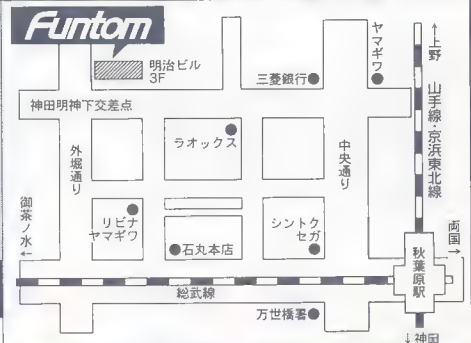 Funtom
明治ビル
3F
神田明神下交差点
三菱銀行
ヤマギワ
←上野
山手線・京浜東北線
外堀通り
ラオックス
中央通り
御茶ノ水←
リビナ
ヤマギワ
石丸本店
シントク
セガ
両国→
秋葉原駅
総武線
万世橋署
↓神田